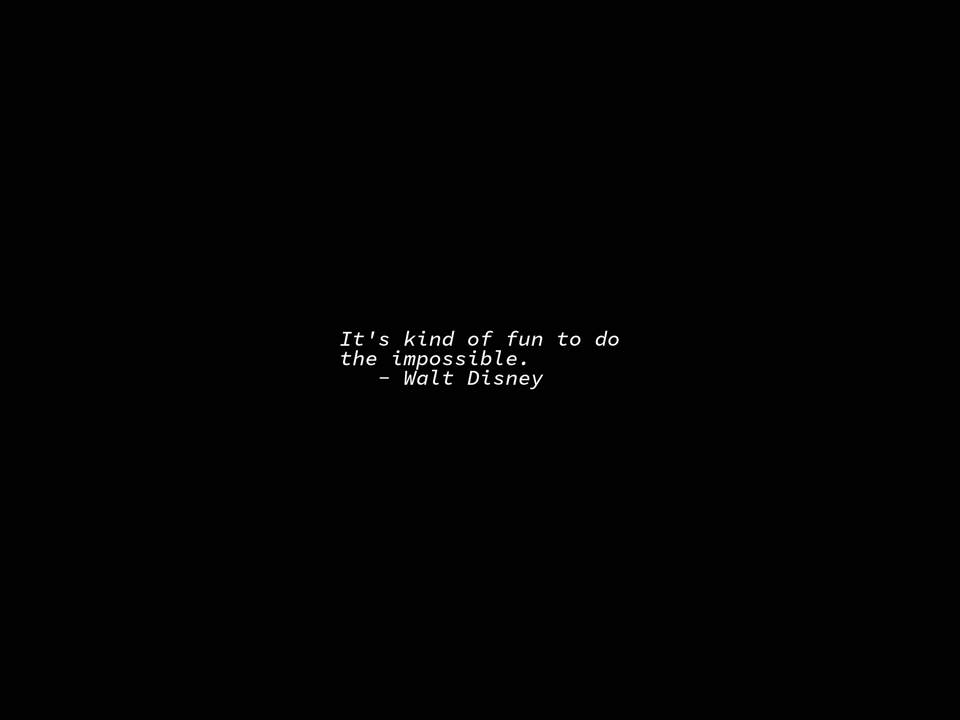 It's kind of fun to do
the impossible.
   – Walt Disney